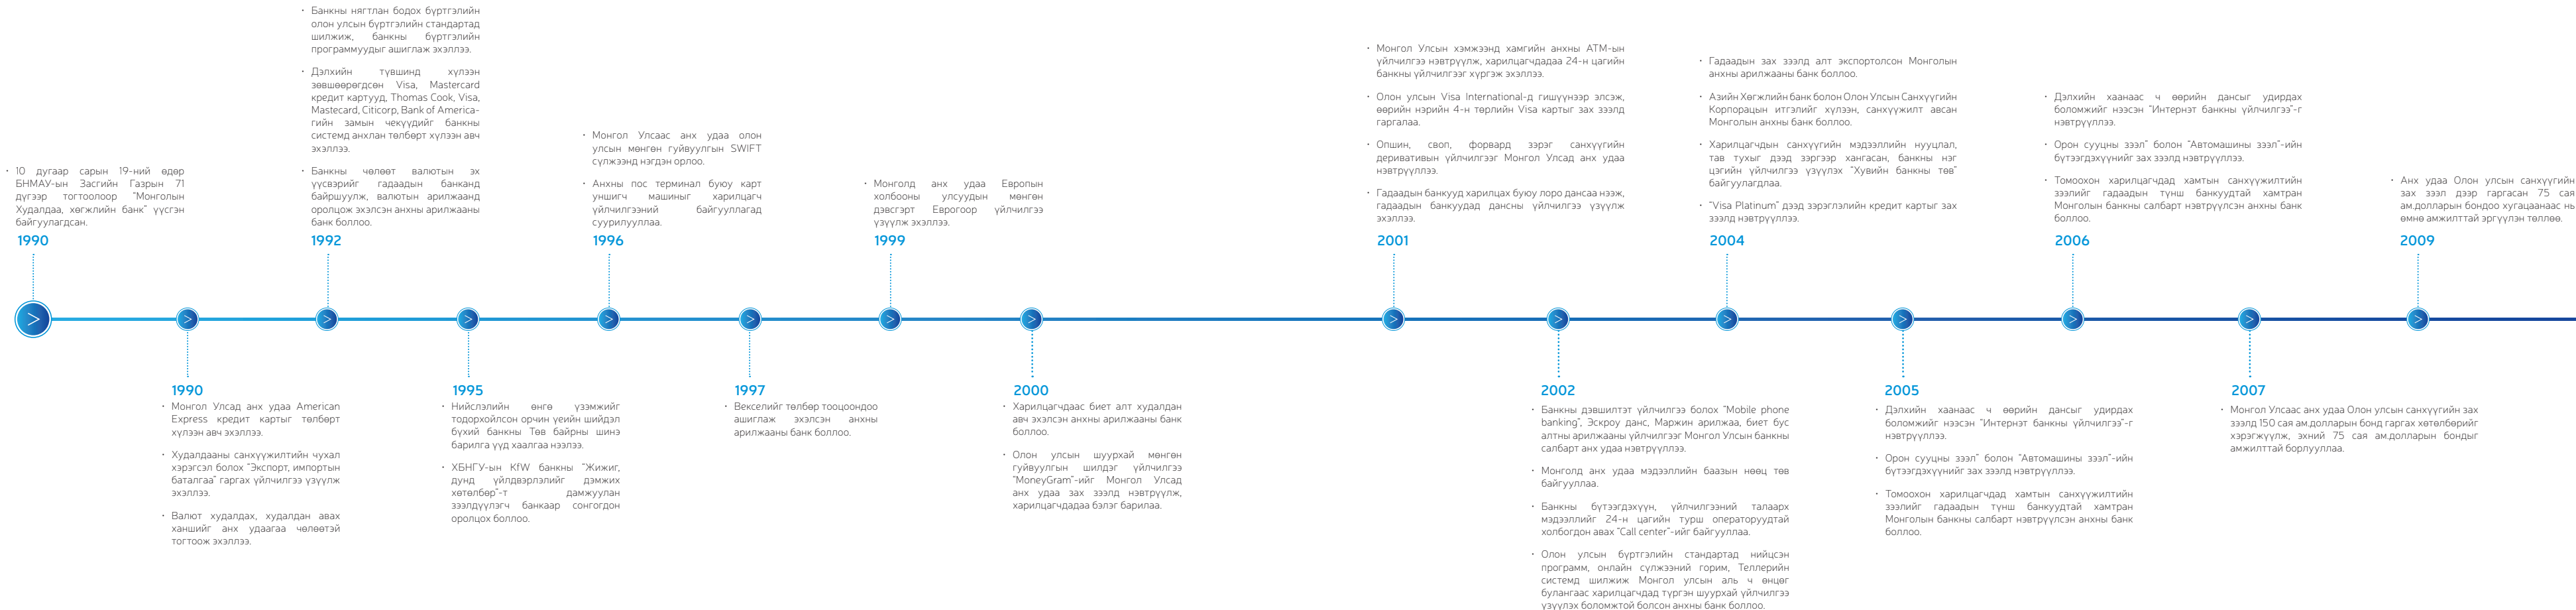 · 10 дугаар сарын 19-ний өдөр
БНМАУ-ын Засгийн Газрын 71
дүгээр тогтоолоор “Монголын
Худалдаа, хөгжлийн банк” үүсгэн
байгуулагдсан.
1990
1990
· Монгол Улсад анх удаа American
Express кредит картыг төлбөрт
хүлээн авч эхэллээ.
· Худалдааны санхүүжилтийн чухал
хэрэгсэл болох “Экспорт, импортын
баталгаа” гаргах үйлчилгээ үзүүлж
эхэллээ.
· Валют худалдах, худалдан авах
ханшийг анх удаагаа чөлөөтэй
тогтоож эхэллээ.
· Банкны нягтлан бодох бүртгэлийн
олон улсын бүртгэлийн стандартад
шилжиж, банкны бүртгэлийн
программуудыг ашиглаж эхэллээ.
· Дэлхийн түвшинд хүлээн
зөвшөөрөгдсөн Visa, Mastercard
кредит картууд, Thomas Cook, Visa,
Mastecard, Citicorp, Bank of America-
гийн замын чекүүдийг банкны
системд анхлан төлбөрт хүлээн авч
эхэллээ.
· Банкны чөлөөт валютын эх
үүсвэрийг гадаадын банканд
байршуулж, валютын арилжаанд
оролцож эхэлсэн анхны арилжааны
банк боллоо.
1992
1995
· Нийслэлийн өнгө үзэмжийг
тодорхойлсон орчин үеийн шийдэл
бүхий банкны Төв байрны шинэ
барилга үүд хаалгаа нээлээ.
· ХБНГУ-ын KfW банкны “Жижиг,
дунд үйлдвэрлэлийг дэмжих
хөтөлбөр”-т дамжуулан
зээлдүүлэгч банкаар сонгогдон
оролцох боллоо.
· Монгол Улсаас анх удаа олон
улсын мөнгөн гуйвуулгын SWIFT
сүлжээнд нэгдэн орлоо.
· Анхны пос терминал буюу карт
уншигч машиныг харилцагч
үйлчилгээний байгууллагад
суурилууллаа.
1996
1997
· Векселийг төлбөр тооцоондоо
ашиглаж эхэлсэн анхны
арилжааны банк боллоо.
· Монголд анх удаа Европын
холбооны улсуудын мөнгөн
дэвсгэрт Еврогоор үйлчилгээ
үзүүлж эхэллээ.
1999
2000
· Харилцагчдаас биет алт худалдан
авч эхэлсэн анхны арилжааны банк
боллоо.
· Олон улсын шуурхай мөнгөн
гуйвуулгын шилдэг үйлчилгээ
“MoneyGram”-ийг Монгол Улсад
анх удаа зах зээлд нэвтрүүлж,
харилцагчдадаа бэлэг барилаа.
· Монгол Улсын хэмжээнд хамгийн анхны ATM-ын
үйлчилгээ нэвтрүүлж, харилцагчдадаа 24-н цагийн
банкны үйлчилгээг хүргэж эхэллээ.
· Олон улсын Visa International-д гишүүнээр элсэж,
өөрийн нэрийн 4-н төрлийн Visa картыг зах зээлд
гаргалаа.
· Опшин, своп, форвард зэрэг санхүүгийн
деривативын үйлчилгээг Монгол Улсад анх удаа
нэвтрүүллээ.
· Гадаадын банкууд харилцах буюу лоро дансаа нээж,
гадаадын банкуудад дансны үйлчилгээ үзүүлж
эхэллээ.
2001
2002
· Банкны дэвшилтэт үйлчилгээ болох “Mobile phone
banking”, Эскроу данс, Маржин арилжаа, биет бус
алтны арилжааны үйлчилгээг Монгол Улсын банкны
салбарт анх удаа нэвтрүүллээ.
· Монголд анх удаа мэдээллийн баазын нөөц төв
байгууллаа.
· Банкны бүтээгдэхүүн, үйлчилгээний талаарх
мэдээллийг 24-н цагийн турш операторуудтай
холбогдон авах “Call center”-ийг байгууллаа.
· Олон улсын бүртгэлийн стандартад нийцсэн
программ, онлайн сүлжээний горим, Теллерийн
системд шилжиж Монгол улсын аль ч өнцөг
булангаас харилцагчдад түргэн шуурхай үйлчилгээ
үзүүлэх боломжтой болсон анхны банк боллоо.
· Гадаадын зах зээлд алт экспортолсон Монголын
анхны арилжааны банк боллоо.
· Азийн Хөгжлийн банк болон Олон Улсын Санхүүгийн
Корпорацын итгэлийг хүлээн, санхүүжилт авсан
Монголын анхны банк боллоо.
· Харилцагчдын санхүүгийн мэдээллийн нууцлал,
тав тухыг дээд зэргээр хангасан, банкны нэг
цэгийн үйлчилгээ үзүүлэх “Хувийн банкны төв”
байгуулагдлаа.
· “Visa Platinum” дээд зэрэглэлийн кредит картыг зах
зээлд нэвтрүүллээ.
2004
2005
· Дэлхийн хаанаас ч өөрийн дансыг удирдах
боломжийг нээсэн “Интернэт банкны үйлчилгээ”-г
нэвтрүүллээ.
· Орон сууцны зээл” болон “Автомашины зээл”-ийн
бүтээгдэхүүнийг зах зээлд нэвтрүүллээ.
· Томоохон харилцагчдад хамтын санхүүжилтийн
зээлийг гадаадын түнш банкуудтай хамтран
Монголын банкны салбарт нэвтрүүлсэн анхны банк
боллоо.
· Дэлхийн хаанаас ч өөрийн дансыг удирдах
боломжийг нээсэн “Интернэт банкны үйлчилгээ”-г
нэвтрүүллээ.
· Орон сууцны зээл” болон “Автомашины зээл”-ийн
бүтээгдэхүүнийг зах зээлд нэвтрүүллээ.
· Томоохон харилцагчдад хамтын санхүүжилтийн
зээлийг гадаадын түнш банкуудтай хамтран
Монголын банкны салбарт нэвтрүүлсэн анхны банк
боллоо.
2006
2007
· Монгол Улсаас анх удаа Олон улсын санхүүгийн зах
зээлд 150 сая ам.долларын бонд гаргах хөтөлбөрийг
хэрэгжүүлж, эхний 75 сая ам.долларын бондыг
амжилттай борлууллаа.
· Анх удаа Олон улсын санхүүгийн
зах зээл дээр гаргасан 75 сая
ам.долларын бондоо хугацаанаас нь
өмнө амжилттай эргүүлэн төллөө.
2009